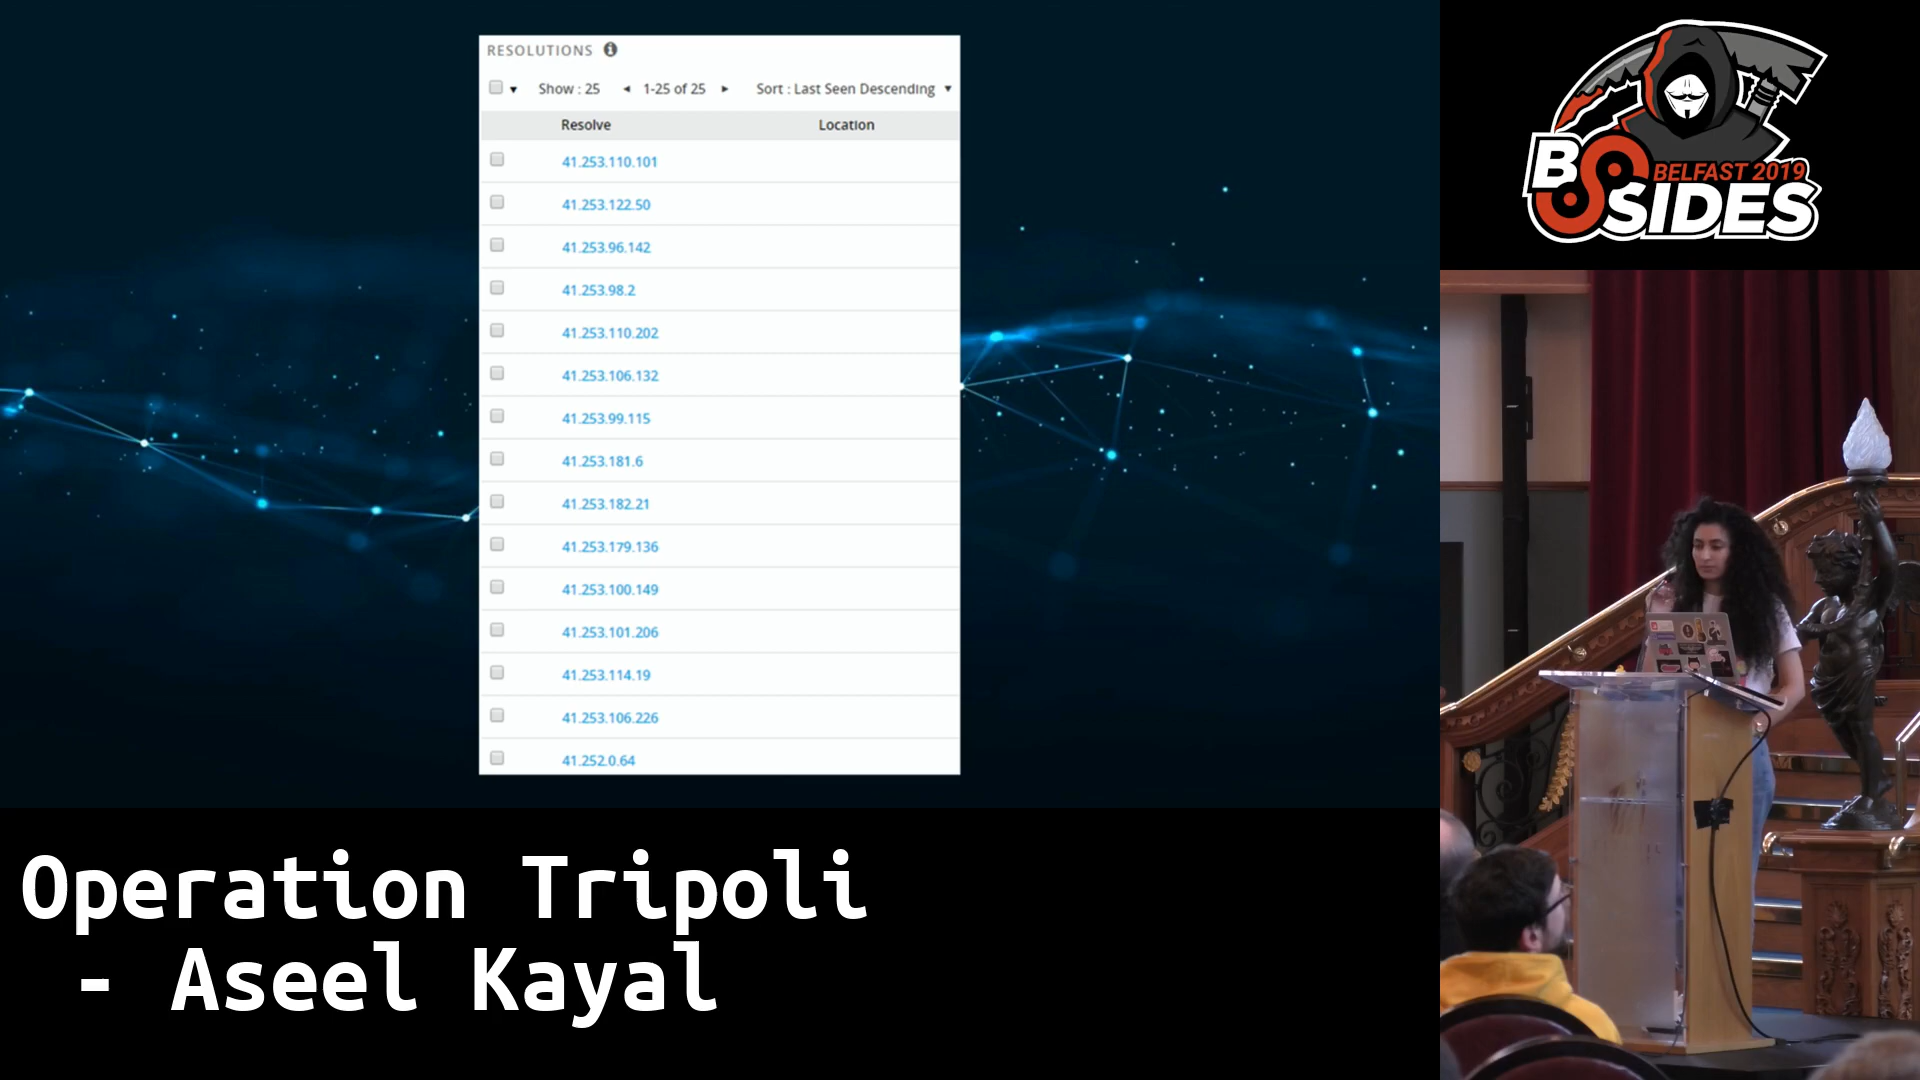 RESOLUTIONS
Show : 25 1-25 of 25 Sort : Last Seen Descending
Resolve Location
41.253.110.101
41.253.122.50
41.253.96.142
41.253.98.2
41.253.110.202
41.253.106.132
41.253.99.115
41.253.181.6
41.253.182.21
41.253.179.136
41.253.100.149
41.253.101.206
41.253.114.19
41.253.106.226
41.252.0.64
BELFAST 2019
BSIDES
Operation Tripoli
- Aseel Kayal